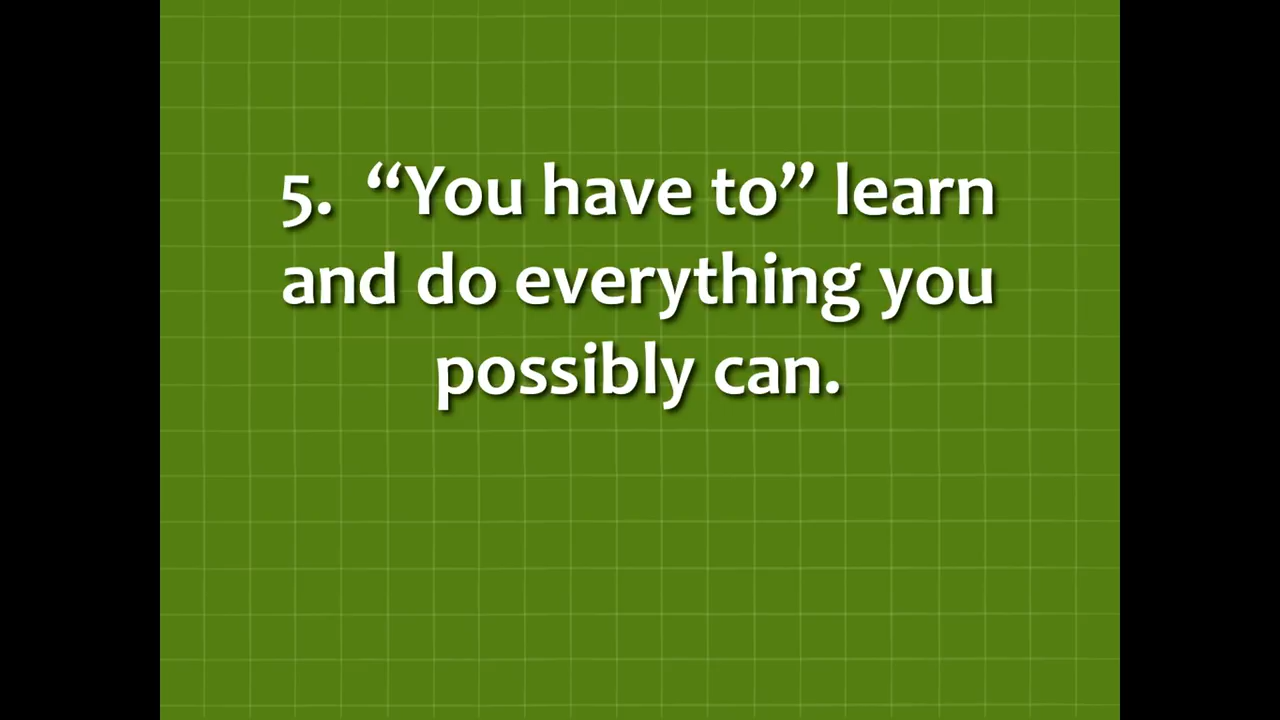 5.  “You have to” learn
and do everything you
possibly can.